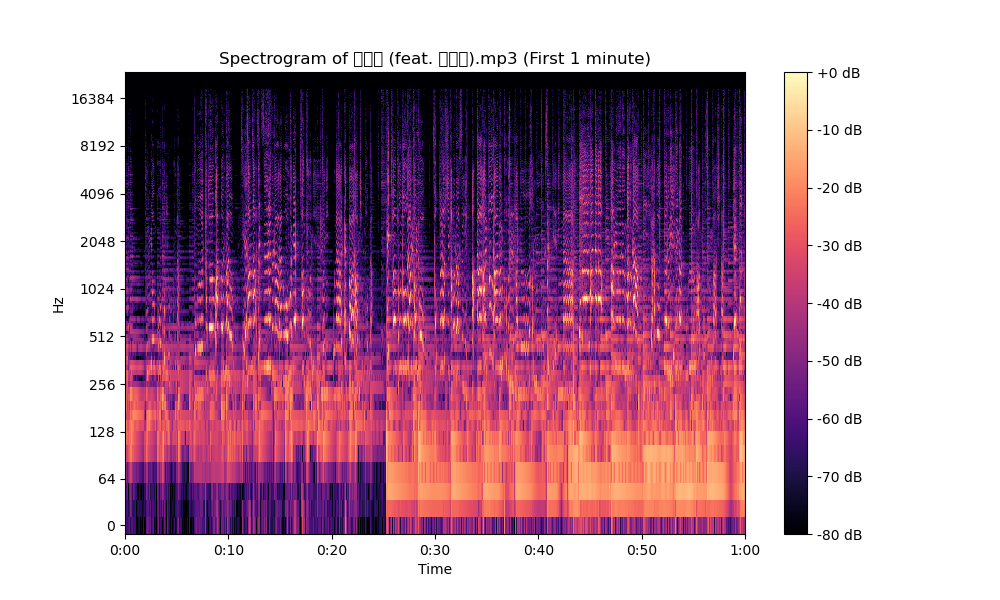 Spectrogram of (feat. ).mp3 (First 1 minute)
16384
8192
4096
2048
1024
512
256
128
64
0
Hz
0:00 0:10 0:20 0:30 0:40 0:50 1:00
Time
+0 dB
-10 dB
-20 dB
-30 dB
-40 dB
-50 dB
-60 dB
-70 dB
-80 dB